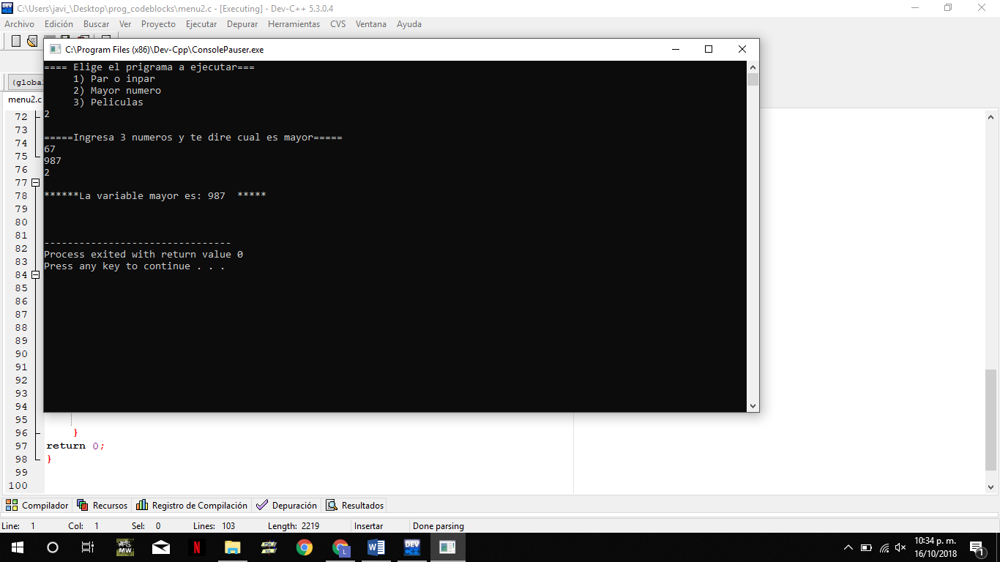 C:\Users\javi_\Desktop\prog_codeblocks\menu2.c - [Executing] - Dev-C++ 5.3.0.4
Archivo Edición Buscar Ver Proyecto Ejecutar Depurar Herramientas CVS Ventana Ayuda
C:\Program Files (x86)\Dev-Cpp\ConsolePauser.exe
(globa
menu2.c
==== Elige el prigrama a ejecutar===
1) Par o inpar
2) Mayor numero
3) Peliculas
2
=====Ingresa 3 numeros y te dire cual es mayor=====
67
987
2
******La variable mayor es: 987 *****
--------------------------------
Process exited with return value 0
Press any key to continue . . .
72
73
74
75
76
77
78
79
80
81
82
83
84
85
86
87
88
89
90
91
92
93
94
95
96 }
97 return 0;
98 }
99
100
Compilador Recursos Registro de Compilación Depuración Resultados
Line: 1 Col: 1 Sel: 0 Lines: 103 Length: 2219 Insertar Done parsing
NFS MW N L W DEV C++ 10:34 p. m.
16/10/2018 1